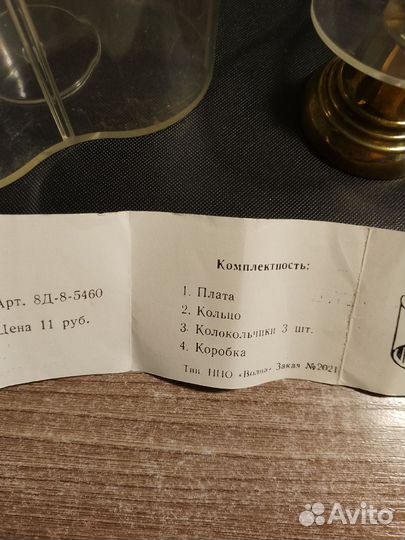 Арт. 8Д-8-5460
Цена 11 руб.
Комплектность:
1. Плата
2. Кольцо
3. Колокольчики 3 шт.
4. Коробка
Тип ППО «Волна» Заказ №2021
Avito